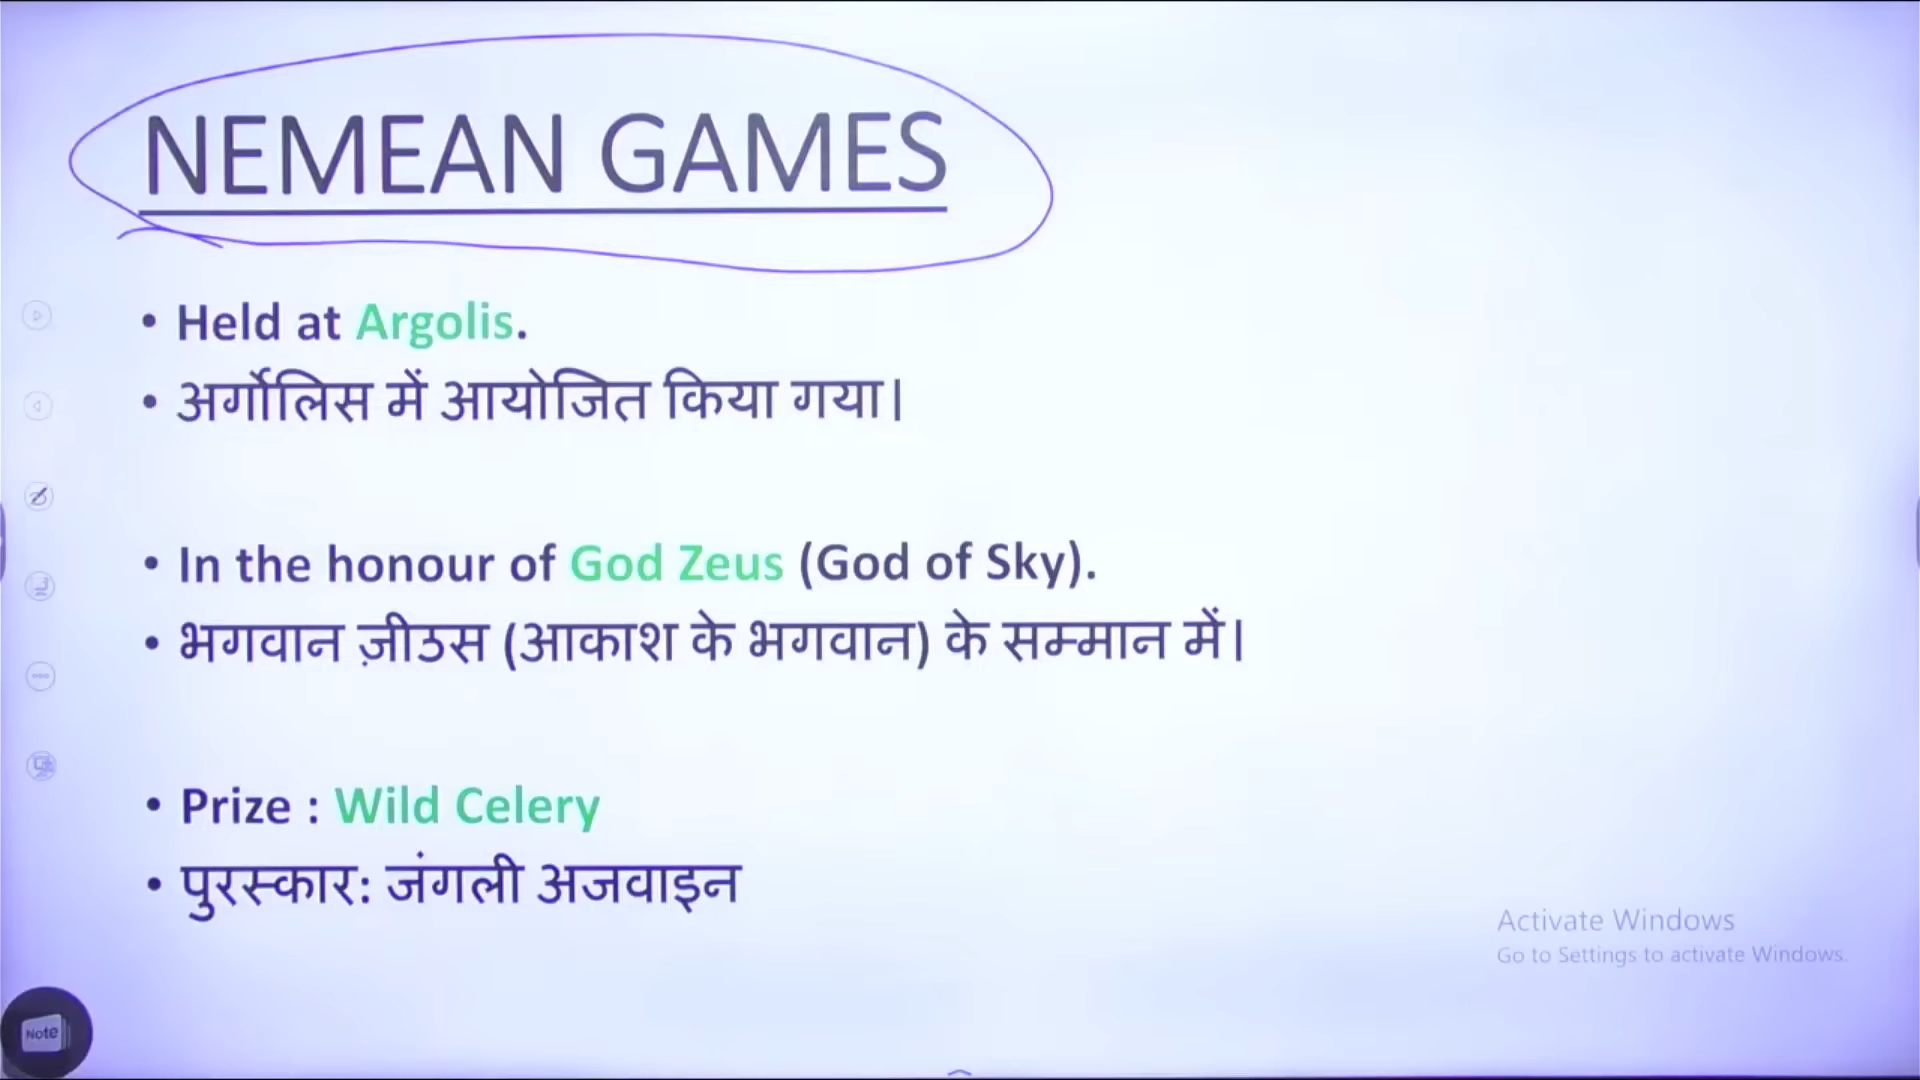 NEMEAN GAMES
• Held at Argolis.
• अर्गोलिस में आयोजित किया गया।
• In the honour of God Zeus (God of Sky).
• भगवान ज़ीउस (आकाश के भगवान) के सम्मान में।
• Prize : Wild Celery
• पुरस्कार: जंगली अजवाइन
Activate Windows
Go to Settings to activate Windows.
Note